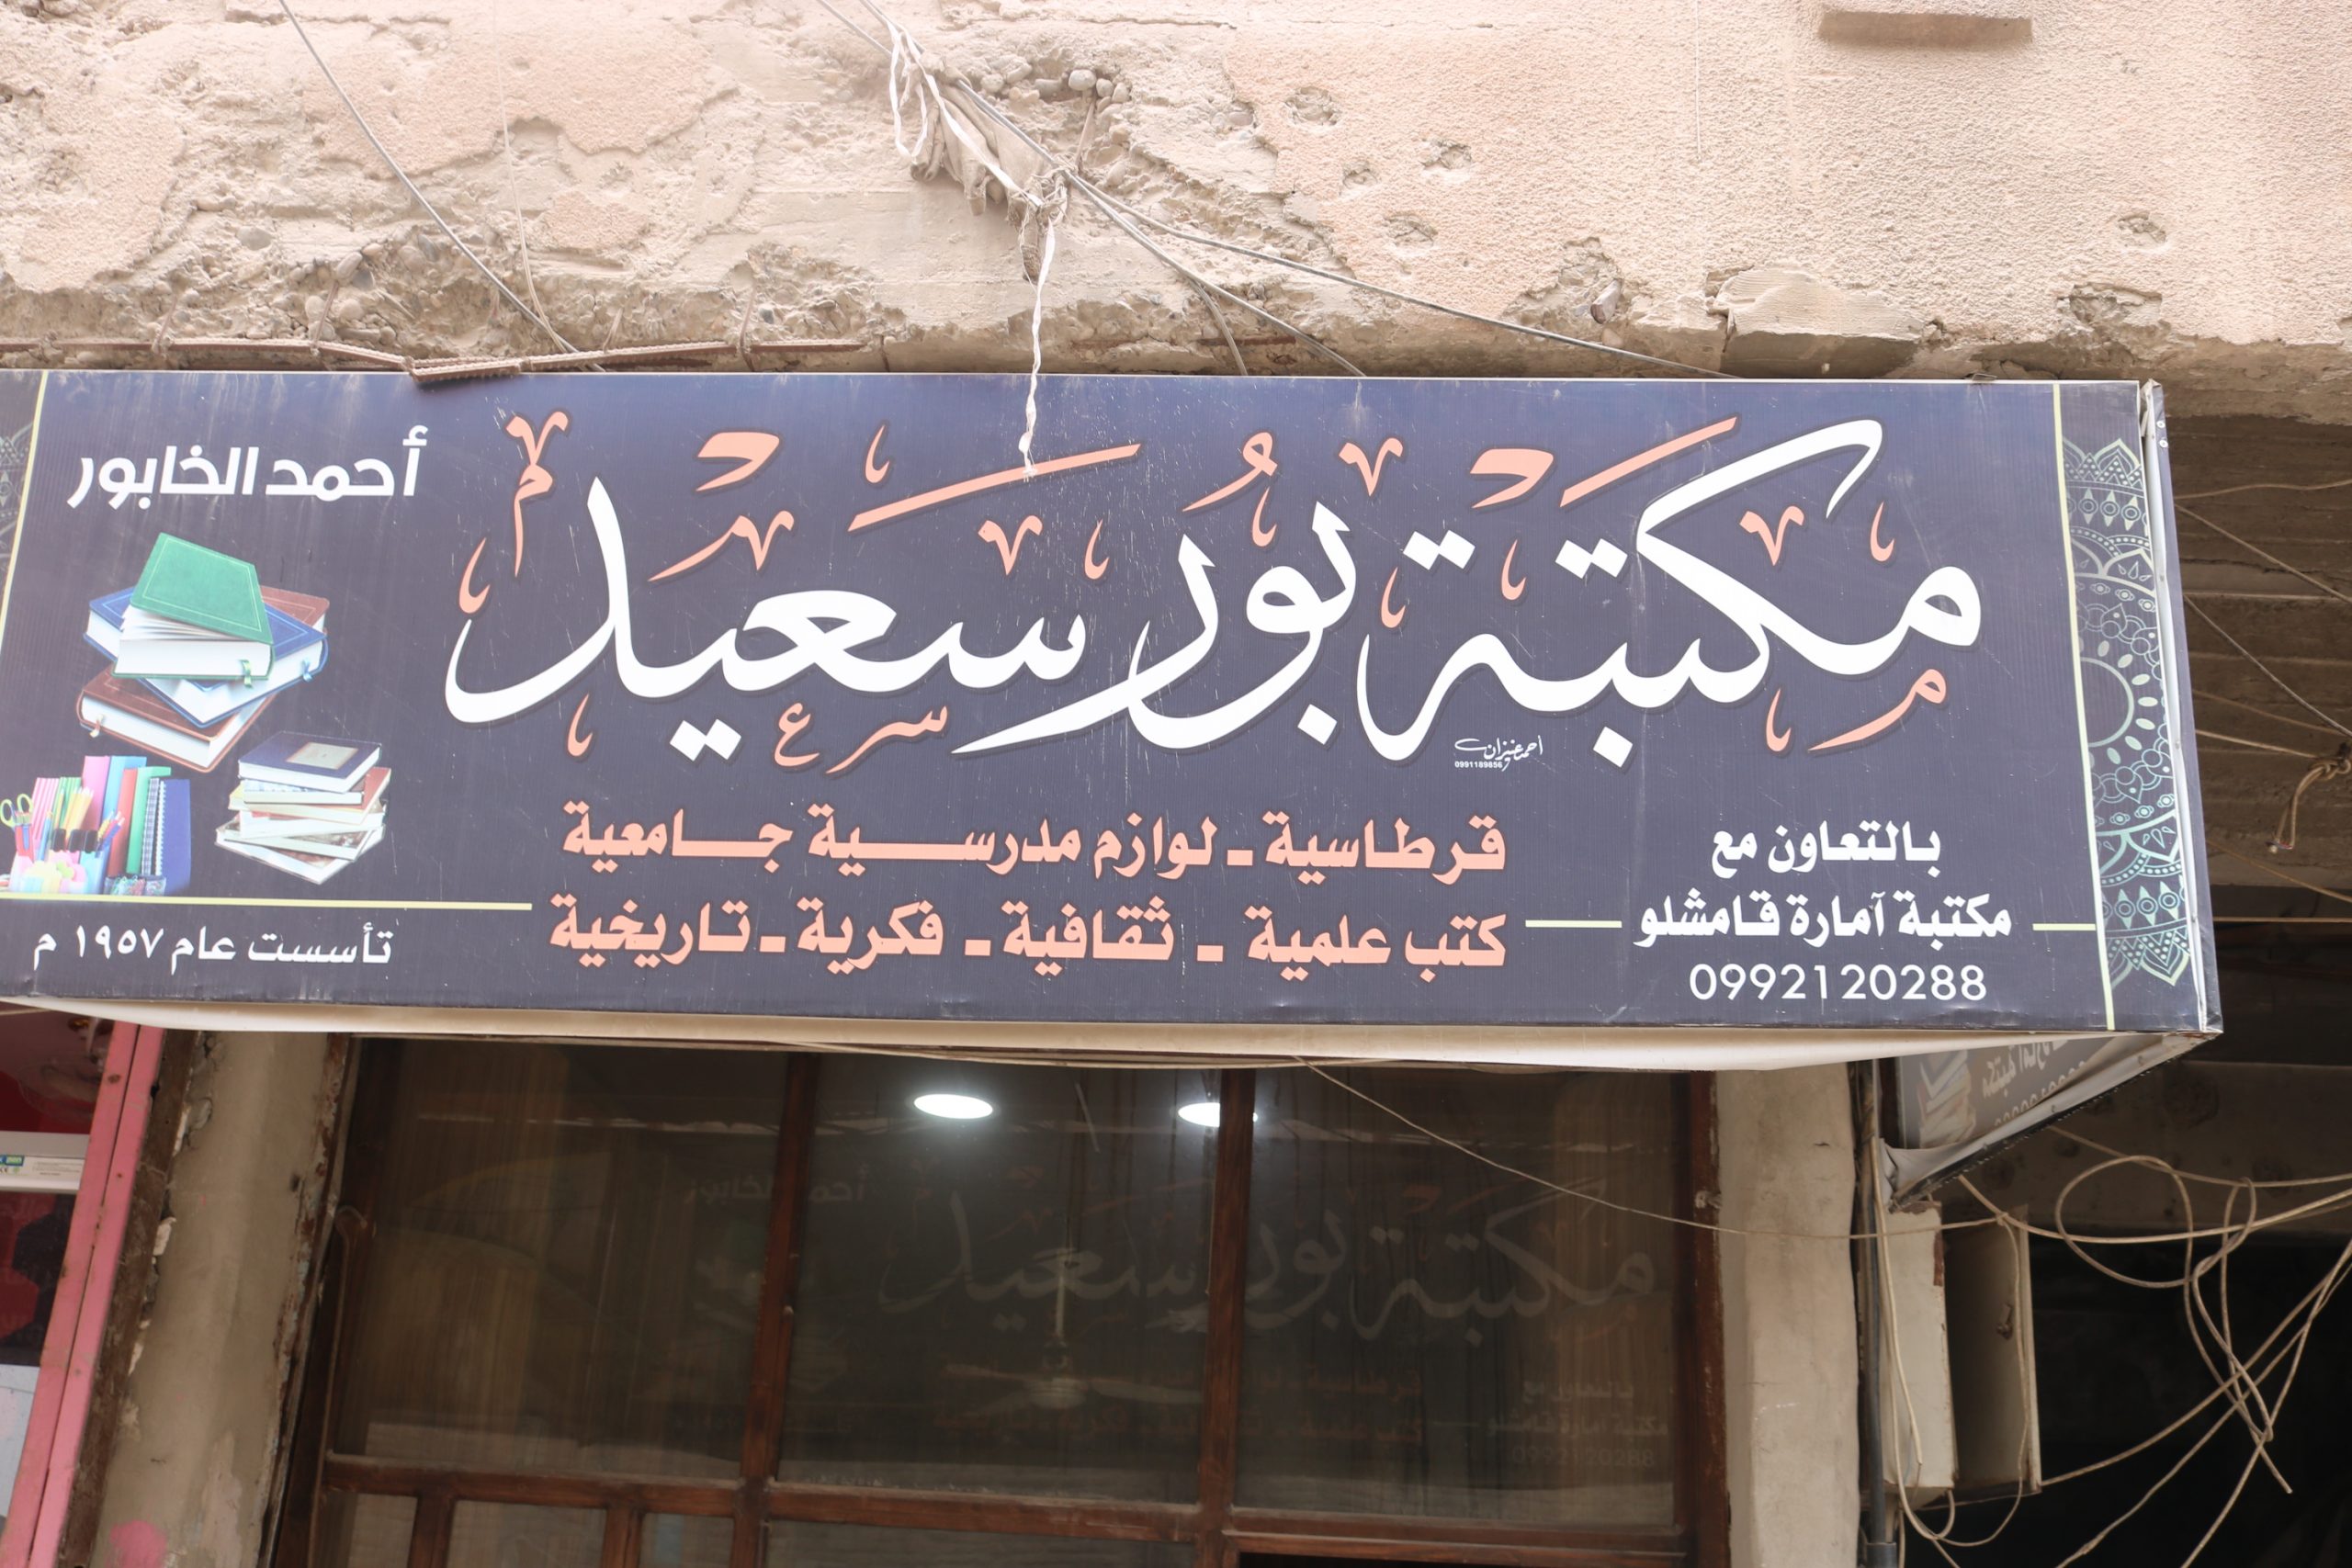 مكتبة بور سعيد
أحمد الخابور
قرطاسية - لوازم مدرسية جامعية
كتب علمية - ثقافية - فكرية - تاريخية
بالتعاون مع
مكتبة آمارة قامشلو
0992120288
تأسست عام ١٩٥٧ م
0991189856